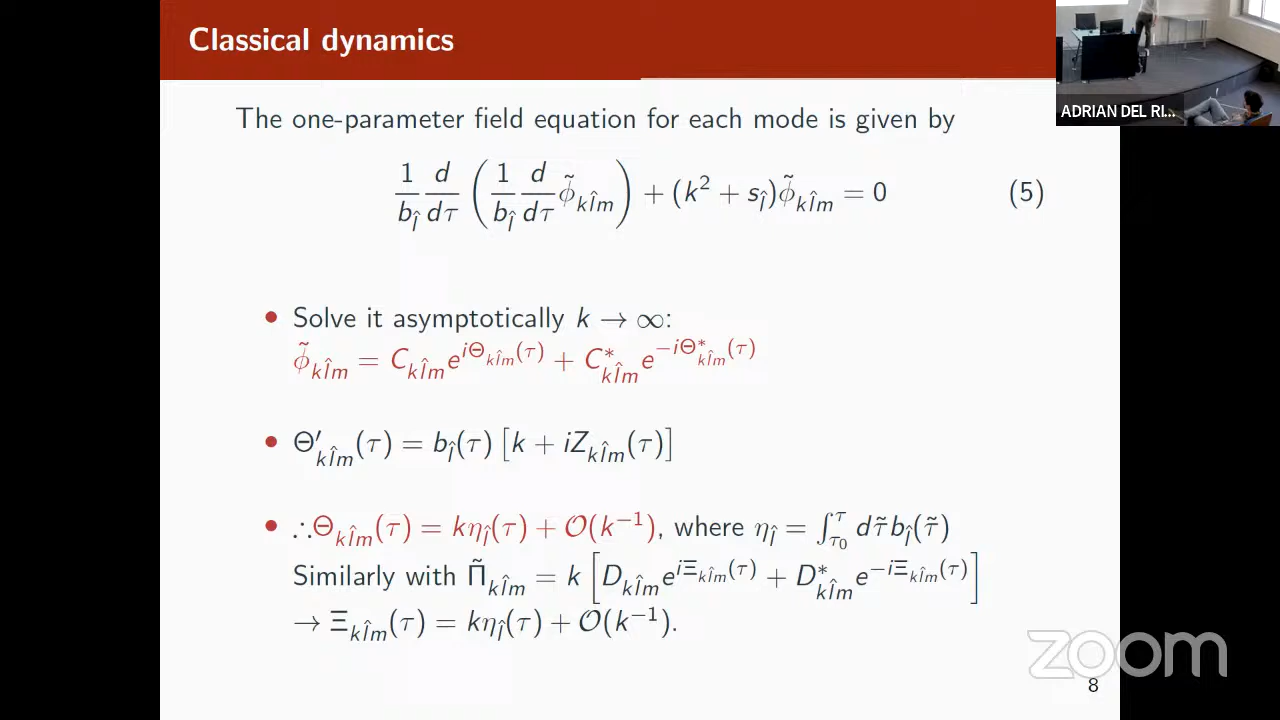 Classical dynamics
ADRIAN DEL RI...
The one-parameter field equation for each mode is given by
1/b_Î d/dτ (1/b_Î d/dτ ϕ̃_kÎm) + (k² + s_Î)ϕ̃_kÎm = 0 (5)
• Solve it asymptotically k → ∞:
ϕ̃_kÎm = C_kÎm e^{iΘ_kÎm(τ)} + C*_kÎm e^{−iΘ*_kÎm(τ)}
• Θ′_kÎm(τ) = b_Î(τ) [k + iZ_kÎm(τ)]
• ∴Θ_kÎm(τ) = kη_Î(τ) + 𝒪(k⁻¹), where η_Î = ∫_{τ₀}^{τ} dτ̃ b_Î(τ̃)
Similarly with Π̃_kÎm = k [D_kÎm e^{iΞ_kÎm(τ)} + D*_kÎm e^{−iΞ_kÎm(τ)}]
→ Ξ_kÎm(τ) = kη_Î(τ) + 𝒪(k⁻¹).
zoom
8